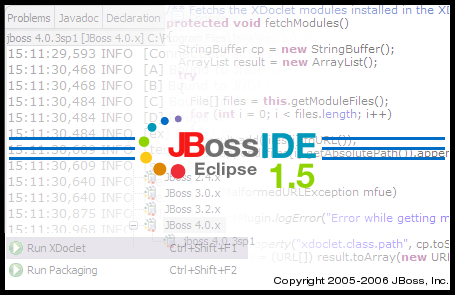 Problems Javadoc Declaration
/** Fetches the XDoclet modules installed in the XD
protected void fetchModules()
jboss 4.0.3sp1 [JBoss 4.0.x] C:\
StringBuffer cp = new StringBuffer();
15:11:29,593 INFO [Co
ArrayList result = new ArrayList();
15:11:30,468 INFO [A]
try
15:11:30,468 INFO [B]
15:11:30,484 INFO [C]
File[] files = this.getModuleFiles();
15:11:30,484 INFO [D]
for (int i = 0; i < files.length; i++)
15:11:30,484 INFO
15:11:30,609 INFO
getAbsolutePath()).appen
JBossIDE
Eclipse
1.5
15:11:30,609 INFO
15:11:30,640 INFO
JBoss 2.4.x
15:11:30,640 INFO
JBoss 3.0.x
MalformedURLException mfue)
15:11:30,875 INFO
JBoss 3.2.x
logError("Error while getting m
15:11:30,968 INFO
JBoss 4.0.x
jboss 4.0.3sp1
("xdoclet.class.path", cp.toS
Run XDoclet Ctrl+Shift+F1
= (URL[]) result.toArray(new URL
Run Packaging Ctrl+Shift+F2
Copyright 2005-2006 JBoss, Inc.